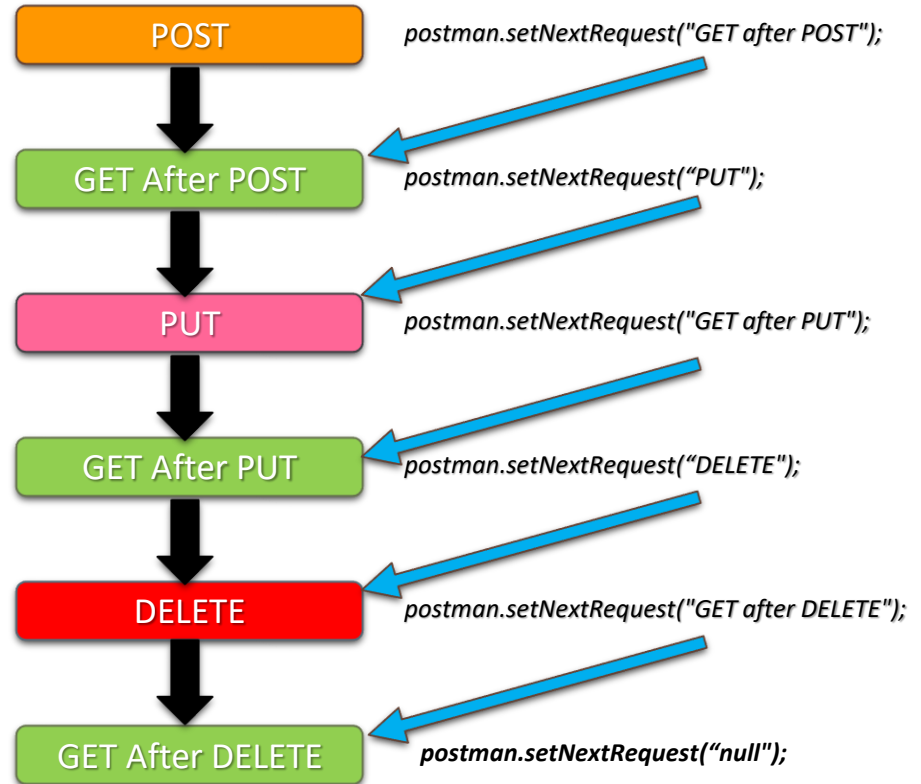 POST
postman.setNextRequest("GET after POST");
GET After POST
postman.setNextRequest(“PUT");
PUT
postman.setNextRequest("GET after PUT");
GET After PUT
postman.setNextRequest(“DELETE");
DELETE
postman.setNextRequest("GET after DELETE");
GET After DELETE
postman.setNextRequest(“null");